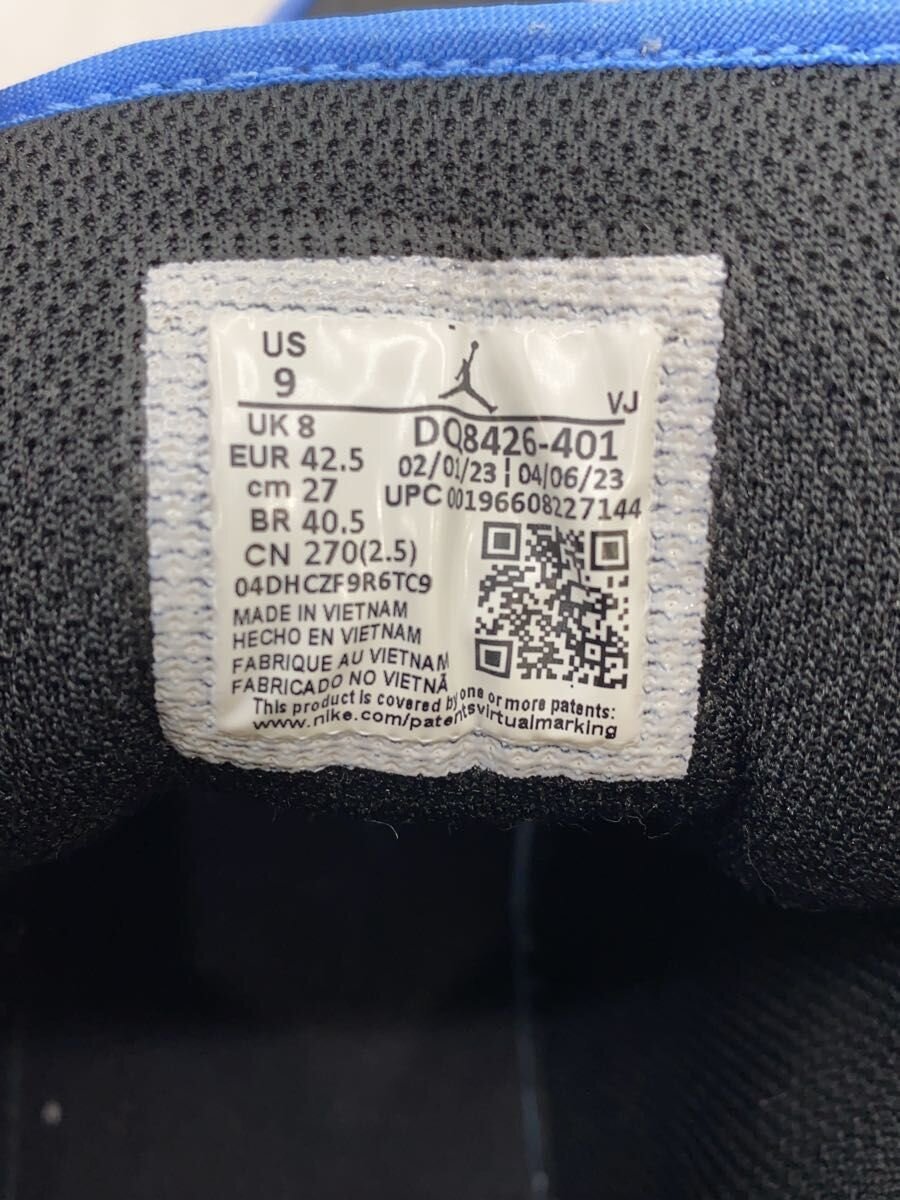 US
9
VJ
UK 8
EUR 42.5
cm 27
BR 40.5
CN 270(2.5)
DQ8426-401
02/01/23 | 04/06/23
UPC 00196608227144
04DHCZF9R6TC9
MADE IN VIETNAM
HECHO EN VIETNAM
FABRIQUE AU VIETNAM
FABRICADO NO VIETNÃ
This product is covered by one or more patents:
www.nike.com/patentsvirtualmarking